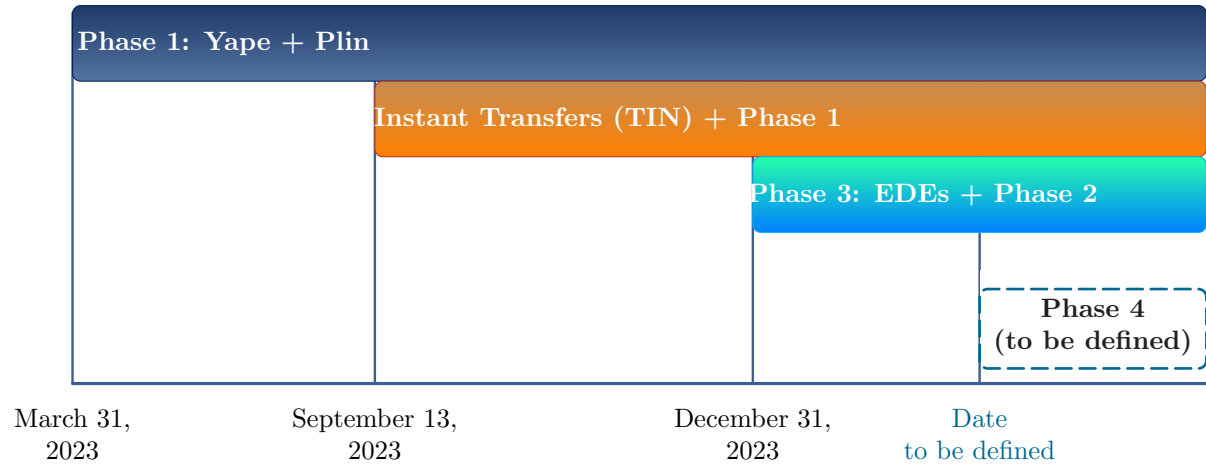 Phase 1: Yape + Plin
Instant Transfers (TIN) + Phase 1
Phase 3: EDEs + Phase 2
Phase 4
(to be defined)
March 31,
2023
September 13,
2023
December 31,
2023
Date
to be defined